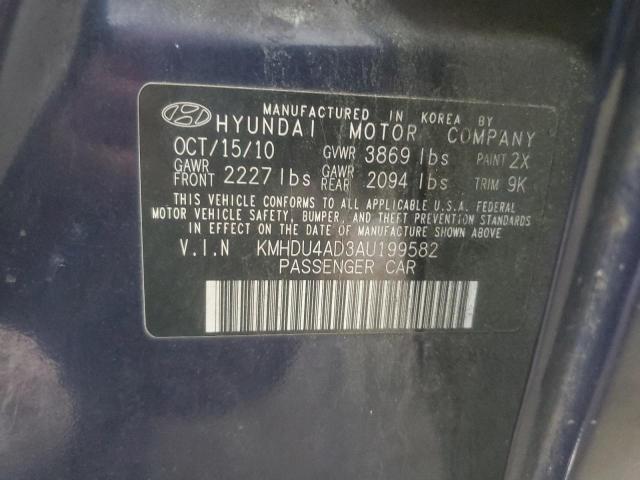 MANUFACTURED IN KOREA BY
HYUNDAI MOTOR COMPANY
OCT/15/10 GVWR 3869 lbs PAINT 2X
GAWR FRONT 2227 lbs GAWR REAR 2094 lbs TRIM 9K
THIS VEHICLE CONFORMS TO ALL APPLICABLE U.S.A. FEDERAL
MOTOR VEHICLE SAFETY, BUMPER, AND THEFT PREVENTION STANDARDS
IN EFFECT ON THE DATE OF MANUFACTURE SHOWN ABOVE
V.I.N KMHDU4AD3AU199582
PASSENGER CAR